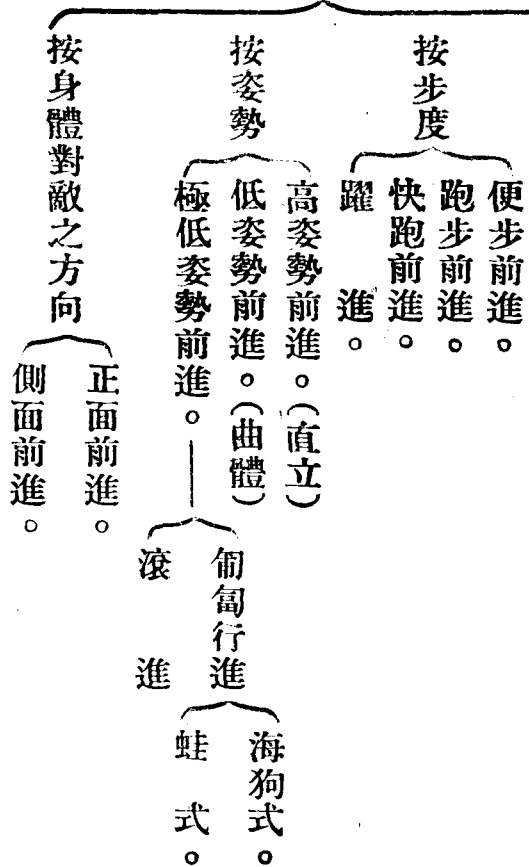 按步度
便步前進。
跑步前進。
快跑前進。
躍進。
按姿勢
高姿勢前進。(直立)
低姿勢前進。(曲體)
極低姿勢前進。
匍匐行進
海狗式。
蛙式。
滾進
按身體對敵之方向
正面前進。
側面前進。